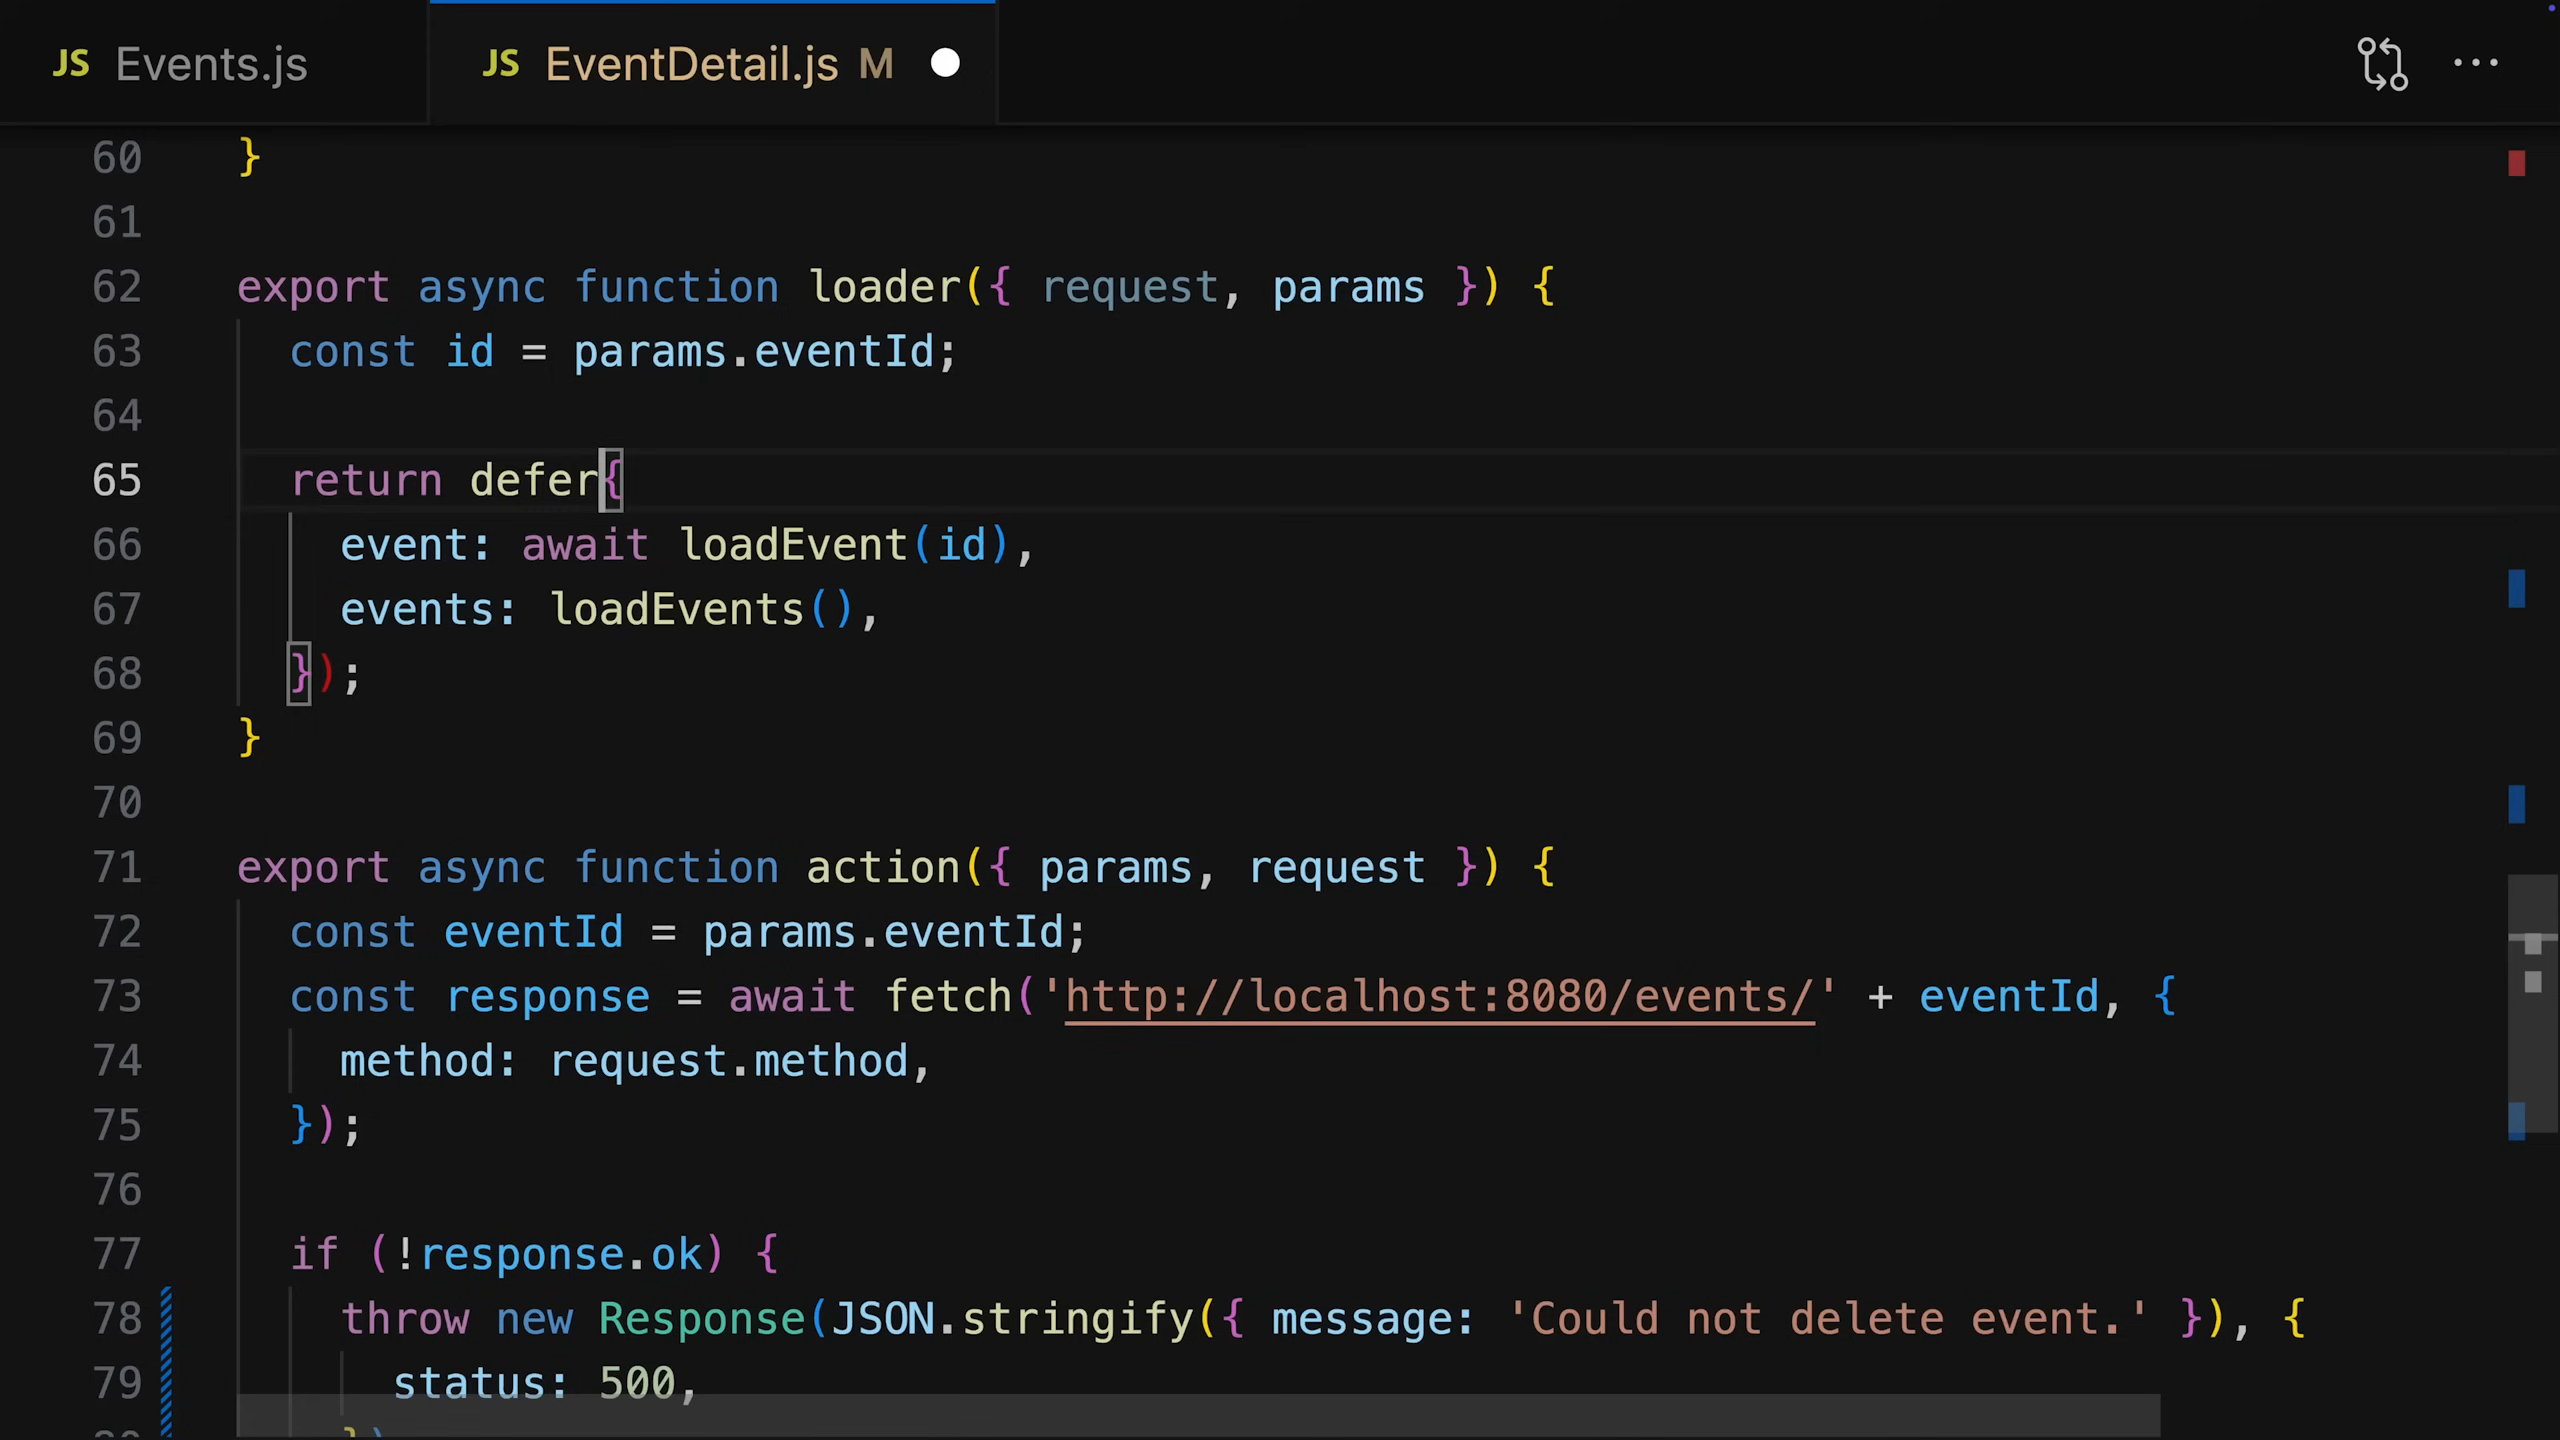 JS Events.js JS EventDetail.js M
60 }
61
62 export async function loader({ request, params }) {
63 const id = params.eventId;
64
65 return defer{
66 event: await loadEvent(id),
67 events: loadEvents(),
68 });
69 }
70
71 export async function action({ params, request }) {
72 const eventId = params.eventId;
73 const response = await fetch('http://localhost:8080/events/' + eventId, {
74 method: request.method,
75 });
76
77 if (!response.ok) {
78 throw new Response(JSON.stringify({ message: 'Could not delete event.' }), {
79 status: 500,